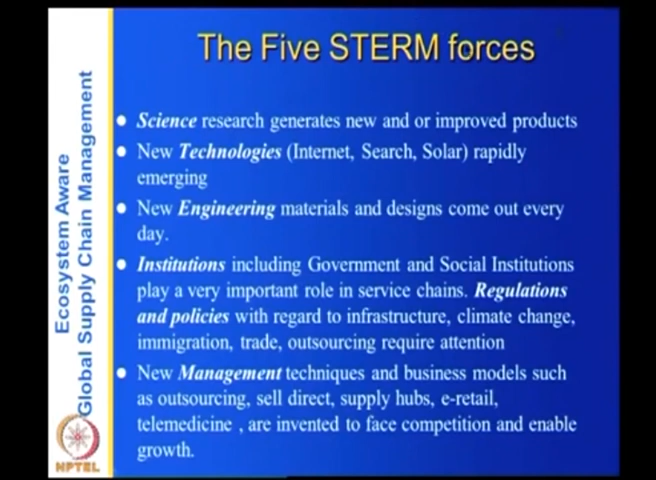 The Five STERM forces
Science research generates new and or improved products
New Technologies (Internet, Search, Solar) rapidly
emerging
New Engineering materials and designs come out every
day.
Institutions including Government and Social Institutions
play a very important role in service chains. Regulations
and policies with regard to infrastructure, climate change,
immigration, trade, outsourcing require attention
New Management techniques and business models such
as outsourcing, sell direct, supply hubs, e-retail,
telemedicine , are invented to face competition and enable
growth.
Ecosystem Aware
Global Supply Chain Management
NPTEL